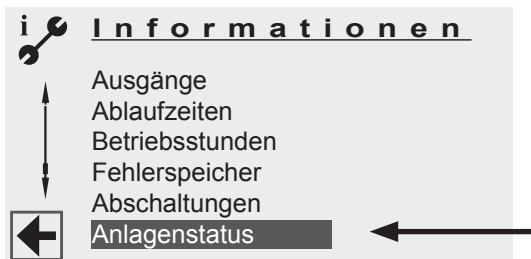 i Informationen
Ausgänge
Ablaufzeiten
Betriebsstunden
Fehlerspeicher
Abschaltungen
Anlagenstatus